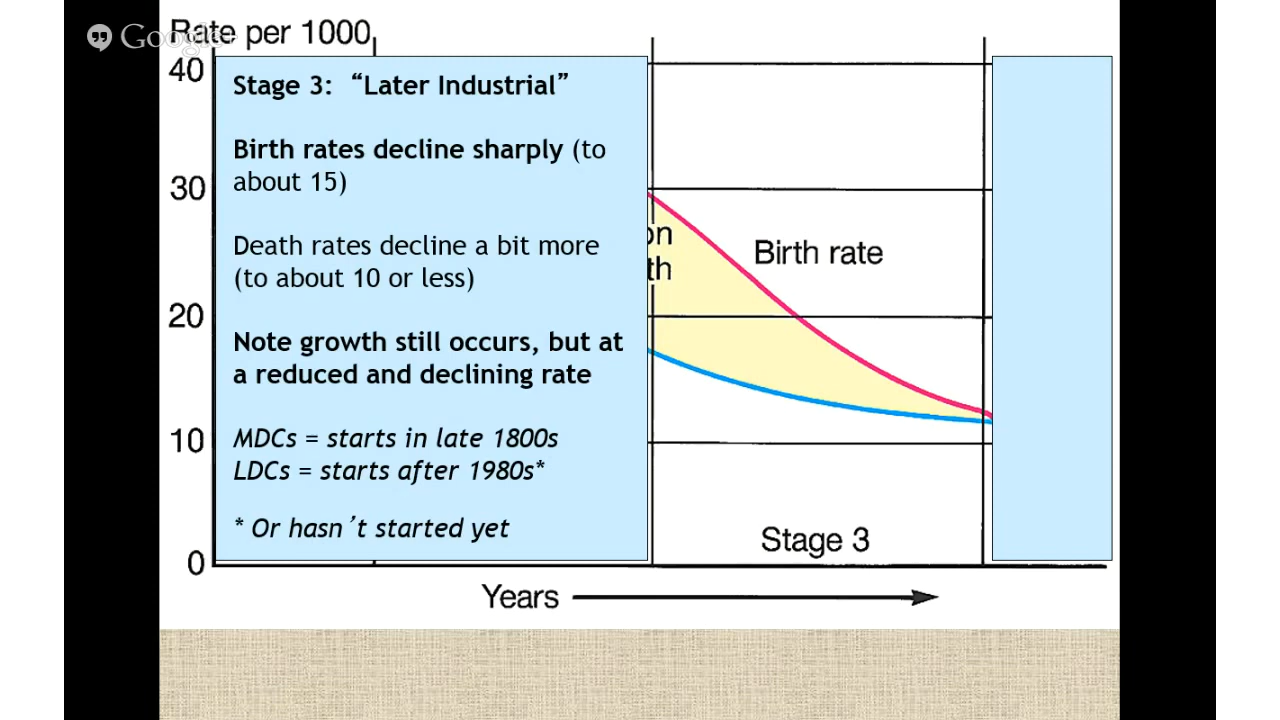 Google+
Rate per 1000
40
30
20
10
0
Stage 3: “Later Industrial”
Birth rates decline sharply (to
about 15)
Death rates decline a bit more
(to about 10 or less)
Note growth still occurs, but at
a reduced and declining rate
MDCs = starts in late 1800s
LDCs = starts after 1980s*
* Or hasn’t started yet
on
th
Birth rate
Stage 3
Years